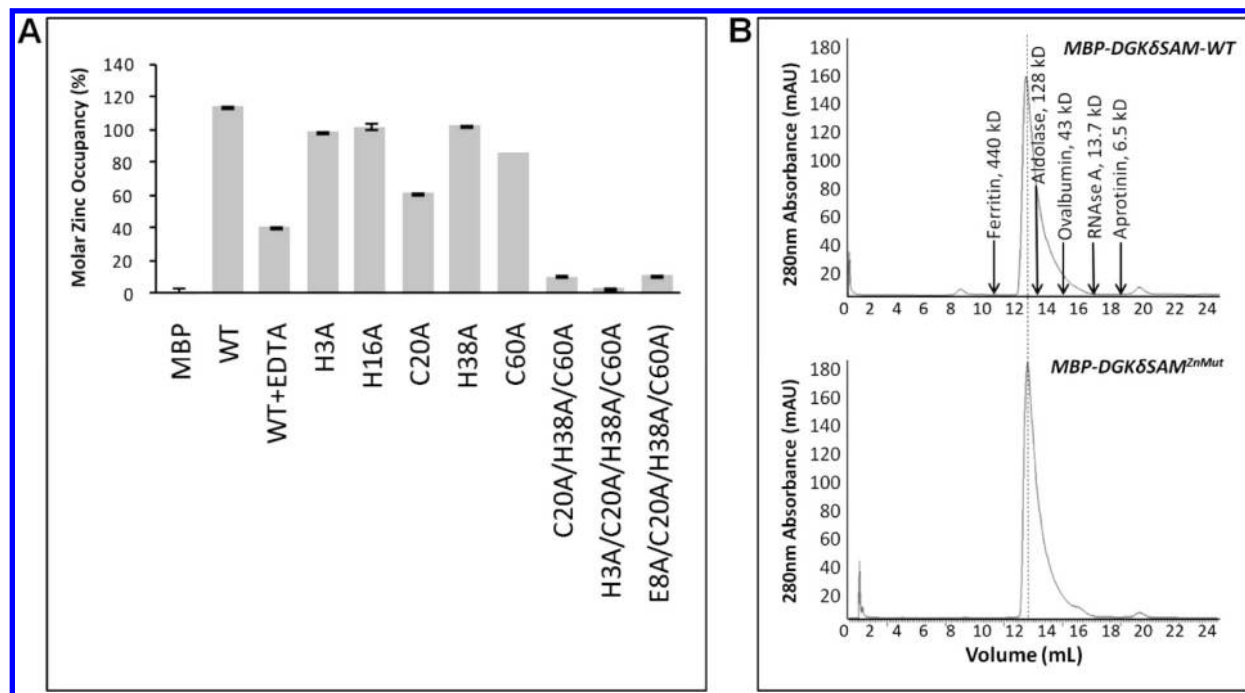 A
Molar Zinc Occupancy (%)
140
120
100
80
60
40
20
0
MBP
WT
WT+EDTA
H3A
H16A
C20A
H38A
C60A
C20A/H38A/C60A
H3A/C20A/H38A/C60A
E8A/C20A/H38A/C60A)
B
MBP-DGKδSAM-WT
280nm Absorbance (mAU)
180
160
140
120
100
80
60
40
20
Ferritin, 440 kD
Aldolase, 128 kD
Ovalbumin, 43 kD
RNAse A, 13.7 kD
Aprotinin, 6.5 kD
0 2 4 6 8 10 12 14 16 18 20 22 24
MBP-DGKδSAM^ZnMut
280nm Absorbance (mAU)
180
160
140
120
100
80
60
40
20
0 2 4 6 8 10 12 14 16 18 20 22 24
Volume (mL)